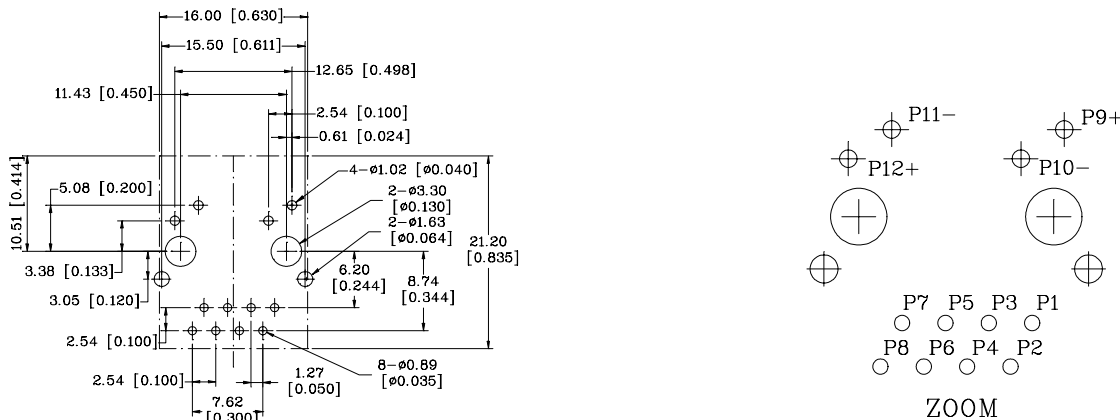 16.00 [0.630]
15.50 [0.611]
12.65 [0.498]
11.43 [0.450]
2.54 [0.100]
0.61 [0.024]
10.51 [0.414]
5.08 [0.200]
4-ø1.02 [ø0.040]
2-ø3.30
[ø0.130]
2-ø1.63
[ø0.064]
21.20
[0.835]
3.38 [0.133]
6.20
[0.244]
8.74
[0.344]
3.05 [0.120]
2.54 [0.100]
8-ø0.89
[ø0.035]
1.27
[0.050]
2.54 [0.100]
7.62
[0.300]
P11-
P9+
P12+
P10-
P7 P5 P3 P1
P8 P6 P4 P2
ZOOM